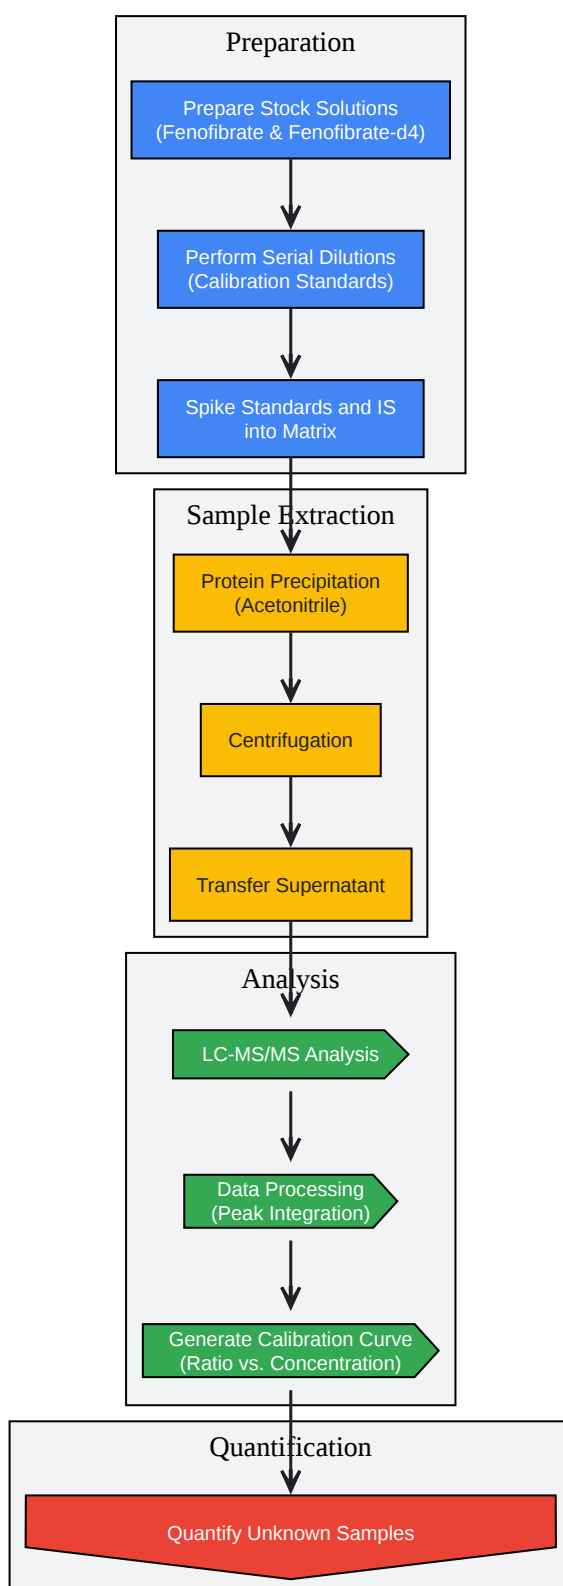 Preparation
Prepare Stock Solutions
(Fenofibrate & Fenofibrate-d4)
Perform Serial Dilutions
(Calibration Standards)
Spike Standards and IS
into Matrix
Sample Extraction
Protein Precipitation
(Acetonitrile)
Centrifugation
Transfer Supernatant
Analysis
LC-MS/MS Analysis
Data Processing
(Peak Integration)
Generate Calibration Curve
(Ratio vs. Concentration)
Quantification
Quantify Unknown Samples